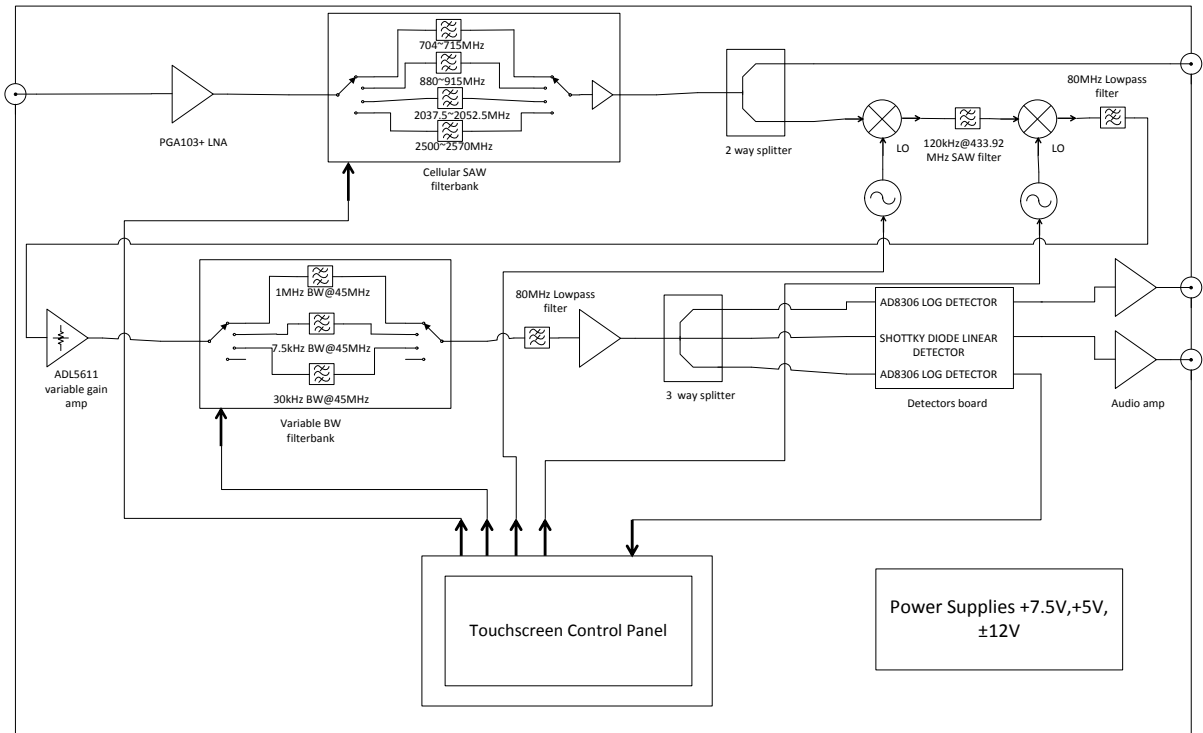 704~715MHz
880~915MHz
2037.5~2052.5MHz
2500~2570MHz
Cellular SAW
filterbank
PGA103+ LNA
2 way splitter
LO
120kHz@433.92
MHz SAW filter
LO
80MHz Lowpass
filter
ADL5611
variable gain
amp
1MHz BW@45MHz
7.5kHz BW@45MHz
30kHz BW@45MHz
Variable BW
filterbank
80MHz Lowpass
filter
3 way splitter
AD8306 LOG DETECTOR
SHOTTKY DIODE LINEAR
DETECTOR
AD8306 LOG DETECTOR
Detectors board
Audio amp
Touchscreen Control Panel
Power Supplies +7.5V,+5V,
±12V